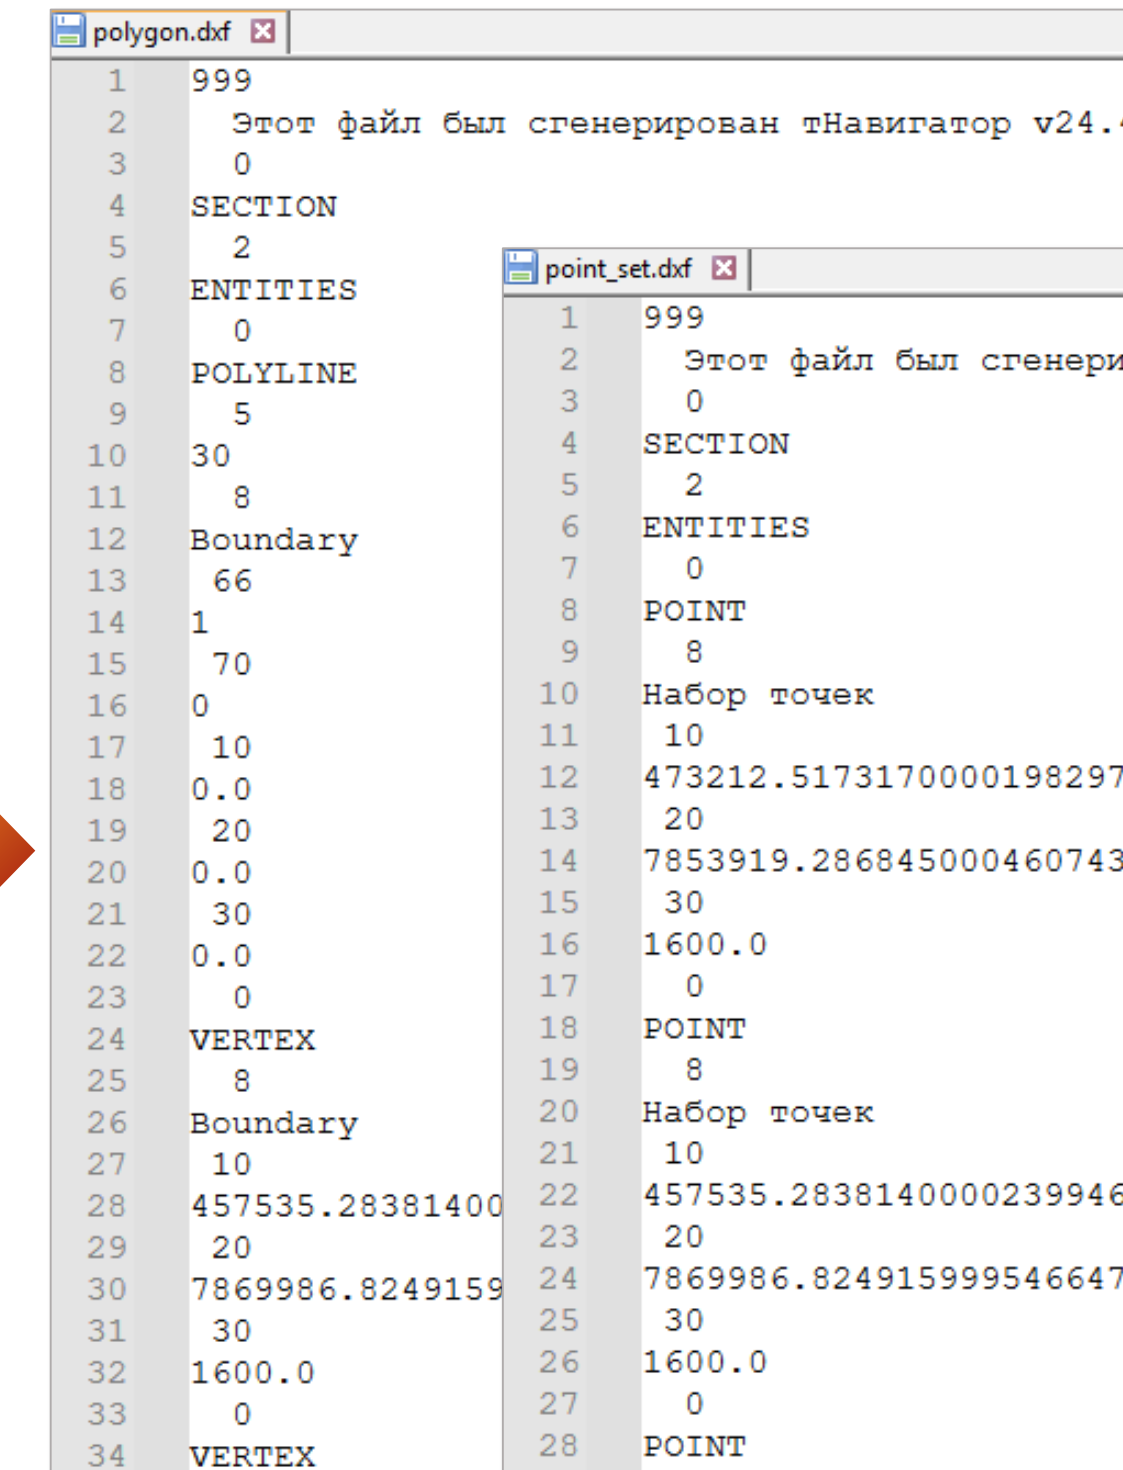 polygon.dxf
1 999
2 Этот файл был сгенерирован тНавигатор v24.4
3 0
4 SECTION
5 2
6 ENTITIES
7 0
8 POLYLINE
9 5
10 30
11 8
12 Boundary
13 66
14 1
15 70
16 0
17 10
18 0.0
19 20
20 0.0
21 30
22 0.0
23 0
24 VERTEX
25 8
26 Boundary
27 10
28 457535.28381400
29 20
30 7869986.8249159
31 30
32 1600.0
33 0
34 VERTEX
point_set.dxf
1 999
2 Этот файл был сгенери
3 0
4 SECTION
5 2
6 ENTITIES
7 0
8 POINT
9 8
10 Набор точек
11 10
12 473212.5173170000198297
13 20
14 7853919.286845000460743
15 30
16 1600.0
17 0
18 POINT
19 8
20 Набор точек
21 10
22 457535.2838140000239946
23 20
24 7869986.824915999546647
25 30
26 1600.0
27 0
28 POINT